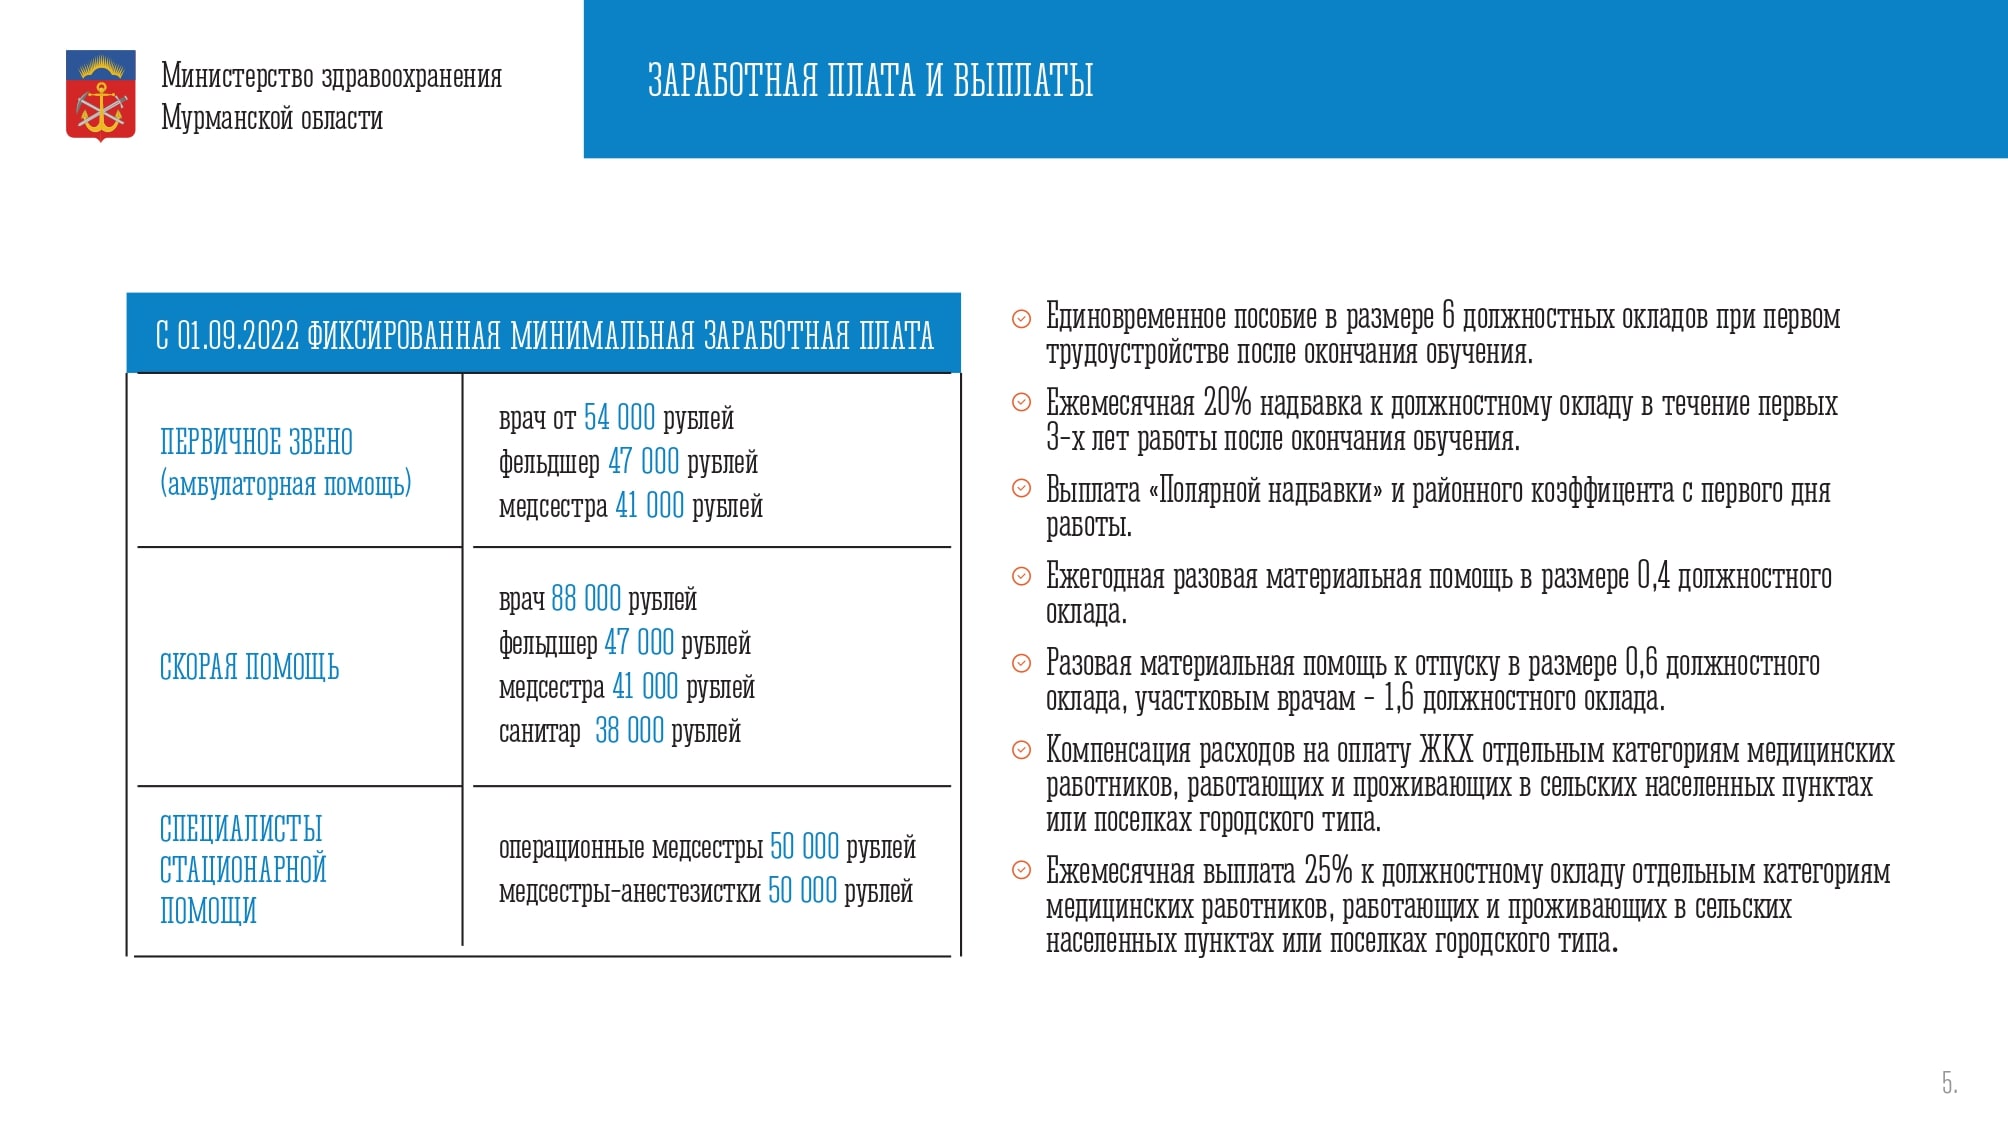 Министерство здравоохранения
Мурманской области
ЗАРАБОТНАЯ ПЛАТА И ВЫПЛАТЫ
С 01.09.2022 ФИКСИРОВАННАЯ МИНИМАЛЬНАЯ ЗАРАБОТНАЯ ПЛАТА
ПЕРВИЧНОЕ ЗВЕНО
(амбулаторная помощь)
врач от 54 000 рублей
фельдшер 47 000 рублей
медсестра 41 000 рублей
СКОРАЯ ПОМОЩЬ
врач 88 000 рублей
фельдшер 47 000 рублей
медсестра 41 000 рублей
санитар 38 000 рублей
СПЕЦИАЛИСТЫ
СТАЦИОНАРНОЙ
ПОМОЩИ
операционные медсестры 50 000 рублей
медсестры-анестезистки 50 000 рублей
Единовременное пособие в размере 6 должностных окладов при первом
трудоустройстве после окончания обучения.
Ежемесячная 20% надбавка к должностному окладу в течение первых
3-х лет работы после окончания обучения.
Выплата «Полярной надбавки» и районного коэффицента с первого дня
работы.
Ежегодная разовая материальная помощь в размере 0,4 должностного
оклада.
Разовая материальная помощь к отпуску в размере 0,6 должностного
оклада, участковым врачам - 1,6 должностного оклада.
Компенсация расходов на оплату ЖКХ отдельным категориям медицинских
работников, работающих и проживающих в сельских населенных пунктах
или поселках городского типа.
Ежемесячная выплата 25% к должностному окладу отдельным категориям
медицинских работников, работающих и проживающих в сельских
населенных пунктах или поселках городского типа.
5.